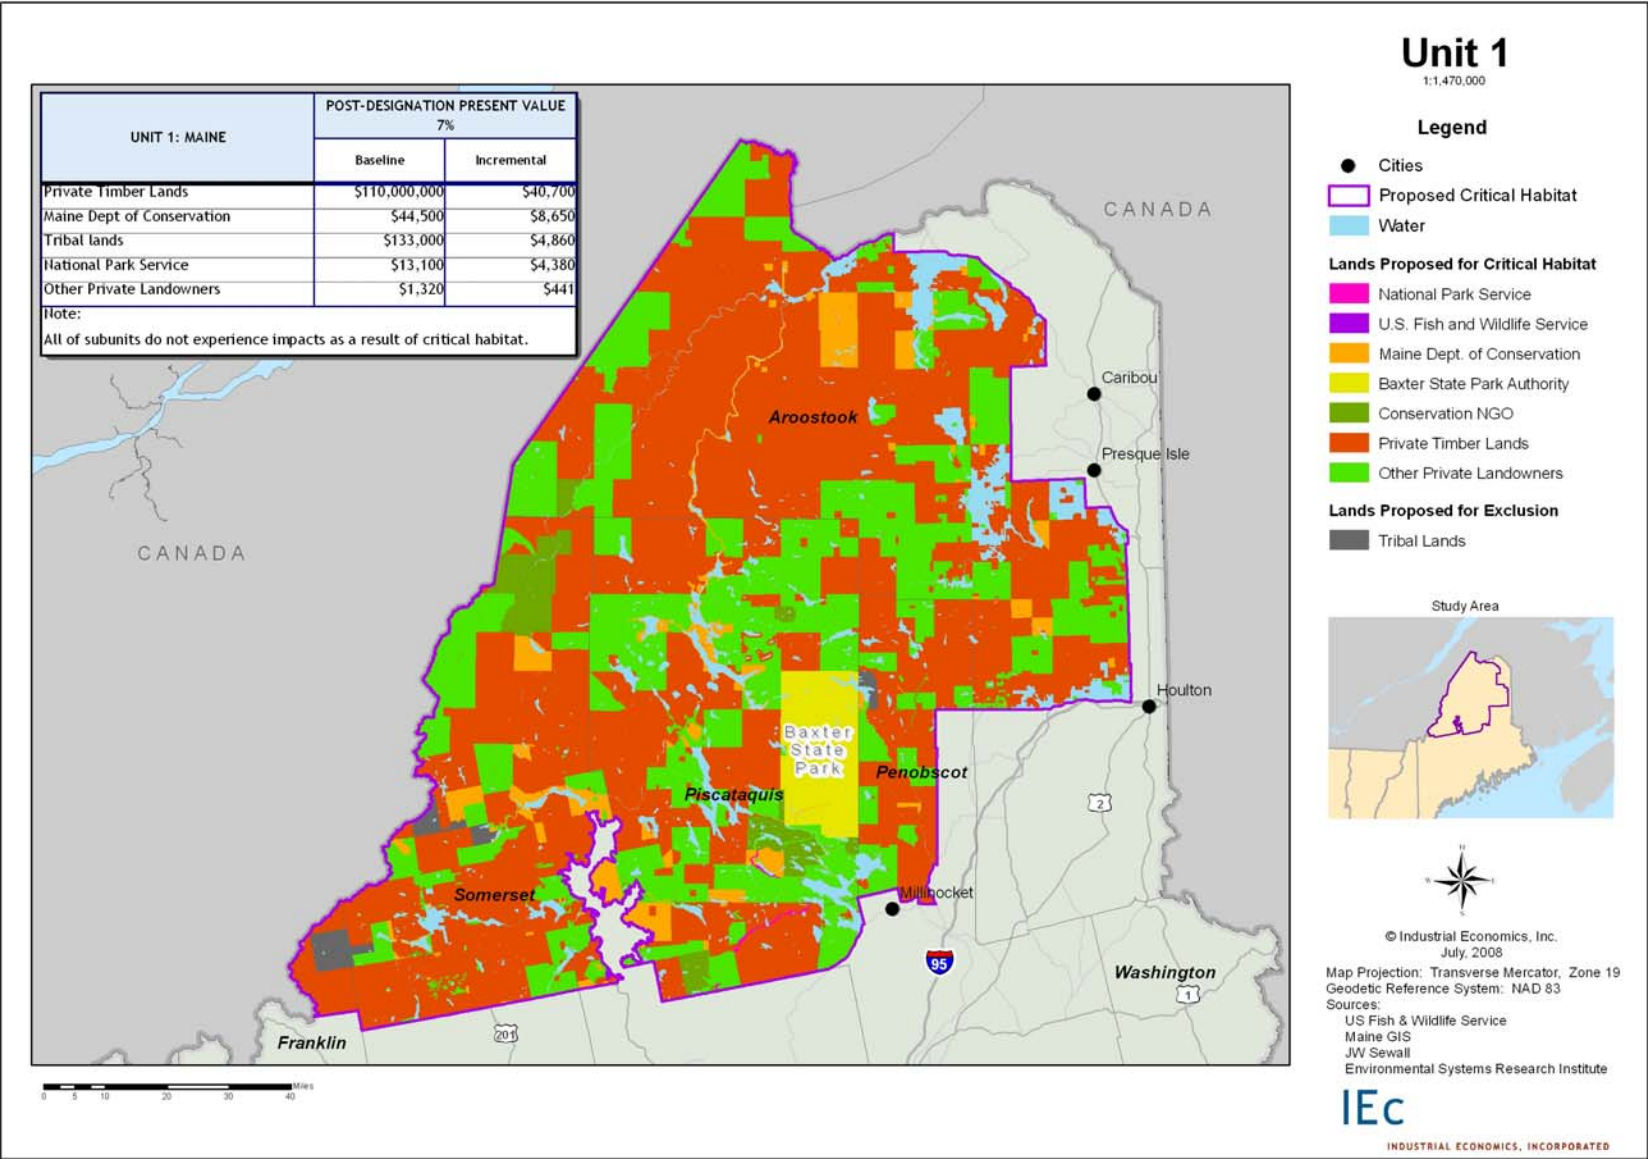 Unit 1
1:1,470,000
UNIT 1: MAINE
POST-DESIGNATION PRESENT VALUE
7%
Baseline Incremental
Private Timber Lands $110,000,000 $40,700
Maine Dept of Conservation $44,500 $8,650
Tribal lands $133,000 $4,860
National Park Service $13,100 $4,380
Other Private Landowners $1,320 $441
Note:
All of subunits do not experience impacts as a result of critical habitat.
CANADA
CANADA
Caribou
Aroostook
Presque Isle
Houlton
Baxter
State
Park
Penobscot
Piscataquis
2
Somerset
Millinocket
95
Washington
1
201
Franklin
Miles
0 5 10 20 30 40
Legend
Cities
Proposed Critical Habitat
Water
Lands Proposed for Critical Habitat
National Park Service
U.S. Fish and Wildlife Service
Maine Dept. of Conservation
Baxter State Park Authority
Conservation NGO
Private Timber Lands
Other Private Landowners
Lands Proposed for Exclusion
Tribal Lands
Study Area
N
W E
S
© Industrial Economics, Inc.
July, 2008
Map Projection: Transverse Mercator, Zone 19
Geodetic Reference System: NAD 83
Sources:
US Fish & Wildlife Service
Maine GIS
JW Sewall
Environmental Systems Research Institute
IEc
INDUSTRIAL ECONOMICS, INCORPORATED